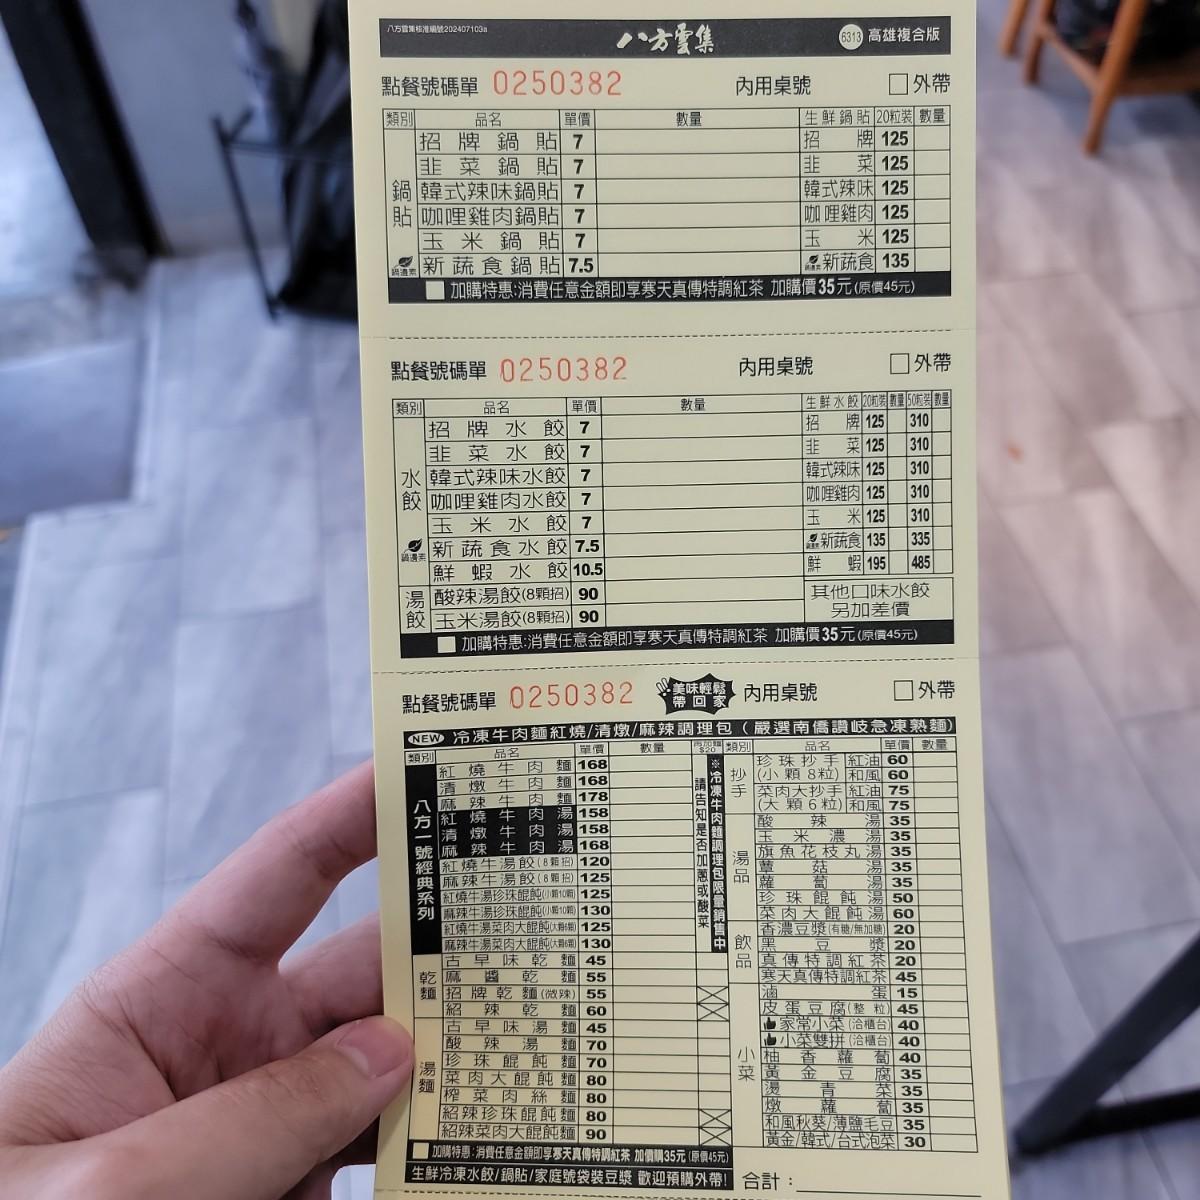 八方雲集核准編號202407103a
八方雲集
6313 高雄複合版
點餐號碼單 0250382 內用桌號 □外帶
類別 品名 單價 數量 生鮮鍋貼 20粒裝 數量
鍋貼
招牌鍋貼 7 招牌 125
韭菜鍋貼 7 韭菜 125
韓式辣味鍋貼 7 韓式辣味 125
咖哩雞肉鍋貼 7 咖哩雞肉 125
玉米鍋貼 7 玉米 125
鍋邊素 新蔬食鍋貼 7.5 鍋邊素 新蔬食 135
□ 加購特惠:消費任意金額即享寒天真傳特調紅茶 加購價35元(原價45元)
點餐號碼單 0250382 內用桌號 □外帶
類別 品名 單價 數量 生鮮水餃 20粒裝 數量 50粒裝 數量
水餃
招牌水餃 7 招牌 125 310
韭菜水餃 7 韭菜 125 310
韓式辣味水餃 7 韓式辣味 125 310
咖哩雞肉水餃 7 咖哩雞肉 125 310
玉米水餃 7 玉米 125 310
鍋邊素 新蔬食水餃 7.5 鍋邊素 新蔬食 135 335
鮮蝦水餃 10.5 鮮蝦 195 485
湯餃
酸辣湯餃(8顆招) 90 其他口味水餃
玉米湯餃(8顆招) 90 另加差價
□ 加購特惠:消費任意金額即享寒天真傳特調紅茶 加購價35元(原價45元)
點餐號碼單 0250382 美味輕鬆帶回家 內用桌號 □外帶
NEW 冷凍牛肉麵紅燒/清燉/麻辣調理包(嚴選南僑讚岐急凍熟麵)
類別 品名 單價 數量 再加麵$20
八方一號經典系列
紅燒牛肉麵 168
清燉牛肉麵 168
麻辣牛肉麵 178
紅燒牛肉湯 158
清燉牛肉湯 158
麻辣牛肉湯 168
紅燒牛湯餃(8顆招) 120
麻辣牛湯餃(8顆招) 125
紅燒牛湯珍珠餛飩(小顆10顆) 125
麻辣牛湯珍珠餛飩(小顆10顆) 130
紅燒牛湯菜肉大餛飩(大顆6顆) 125
麻辣牛湯菜肉大餛飩(大顆6顆) 130
請告知是否加蔥或酸菜
※冷凍牛肉麵調理包限量銷售中
乾麵
古早味乾麵 45
麻醬乾麵 55
招牌乾麵(微辣) 55
紹辣乾麵 60
湯麵
古早味湯麵 45
酸辣湯麵 70
珍珠餛飩麵 70
菜肉大餛飩麵 80
榨菜肉絲麵 80
紹辣珍珠餛飩麵 80
紹辣菜肉大餛飩麵 90
□ 加購特惠:消費任意金額即享寒天真傳特調紅茶 加價購35元(原價45元)
生鮮冷凍水餃/鍋貼/家庭號袋裝豆漿 歡迎預購外帶!
類別 品名 單價 數量
抄手
珍珠抄手 紅油 60
(小顆8粒) 和風 60
菜肉大抄手 紅油 75
(大顆6粒) 和風 75
湯品
酸辣湯 35
玉米濃湯 35
旗魚花枝丸湯 35
蕈菇湯 35
蘿蔔湯 35
珍珠餛飩湯 50
菜肉大餛飩湯 60
飲品
香濃豆漿(有糖/無加糖) 20
黑豆漿 20
真傳特調紅茶 20
寒天真傳特調紅茶 45
小菜
滷蛋 15
皮蛋豆腐(整粒) 45
家常小菜(洽櫃台) 40
小菜雙拼(洽櫃台) 40
柚香蘿蔔 40
黃金豆腐 35
燙青菜 35
燉蘿蔔 35
和風秋葵/薄鹽毛豆 35
黃金/韓式/台式泡菜 30
合計: